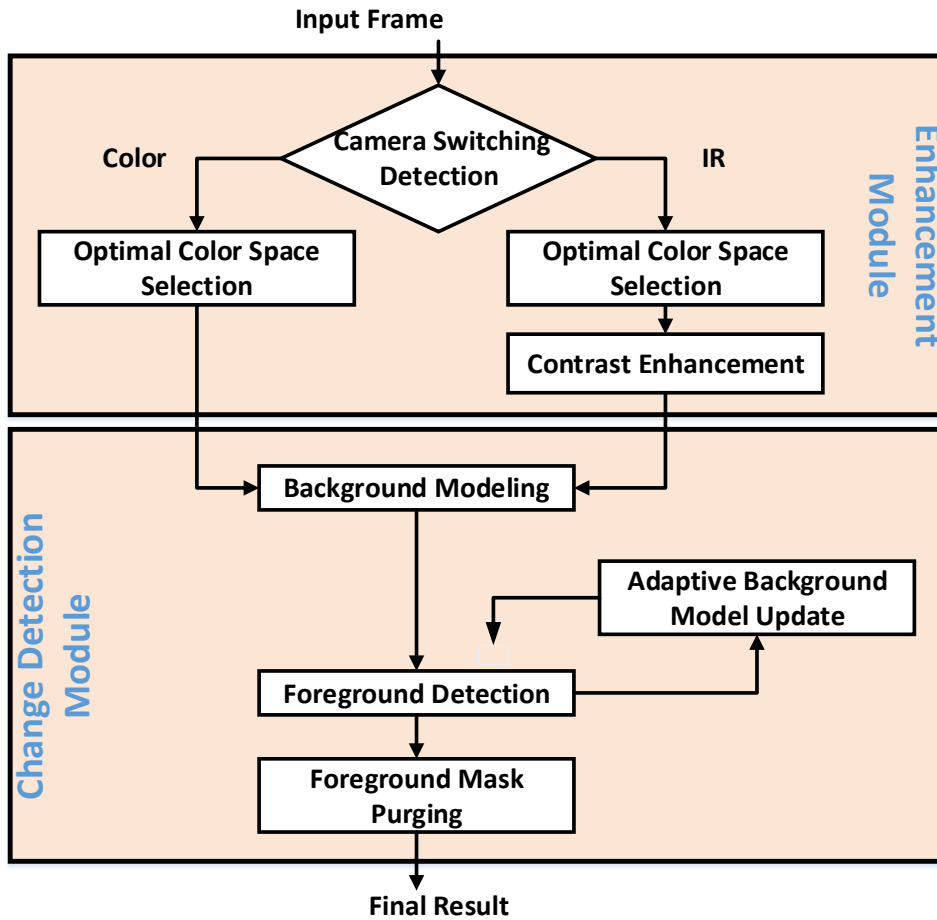 Input Frame
Camera Switching
Detection
Color
IR
Enhancement
Module
Optimal Color Space
Selection
Optimal Color Space
Selection
Contrast Enhancement
Background Modeling
Change Detection
Module
Adaptive Background
Model Update
Foreground Detection
Foreground Mask
Purging
Final Result